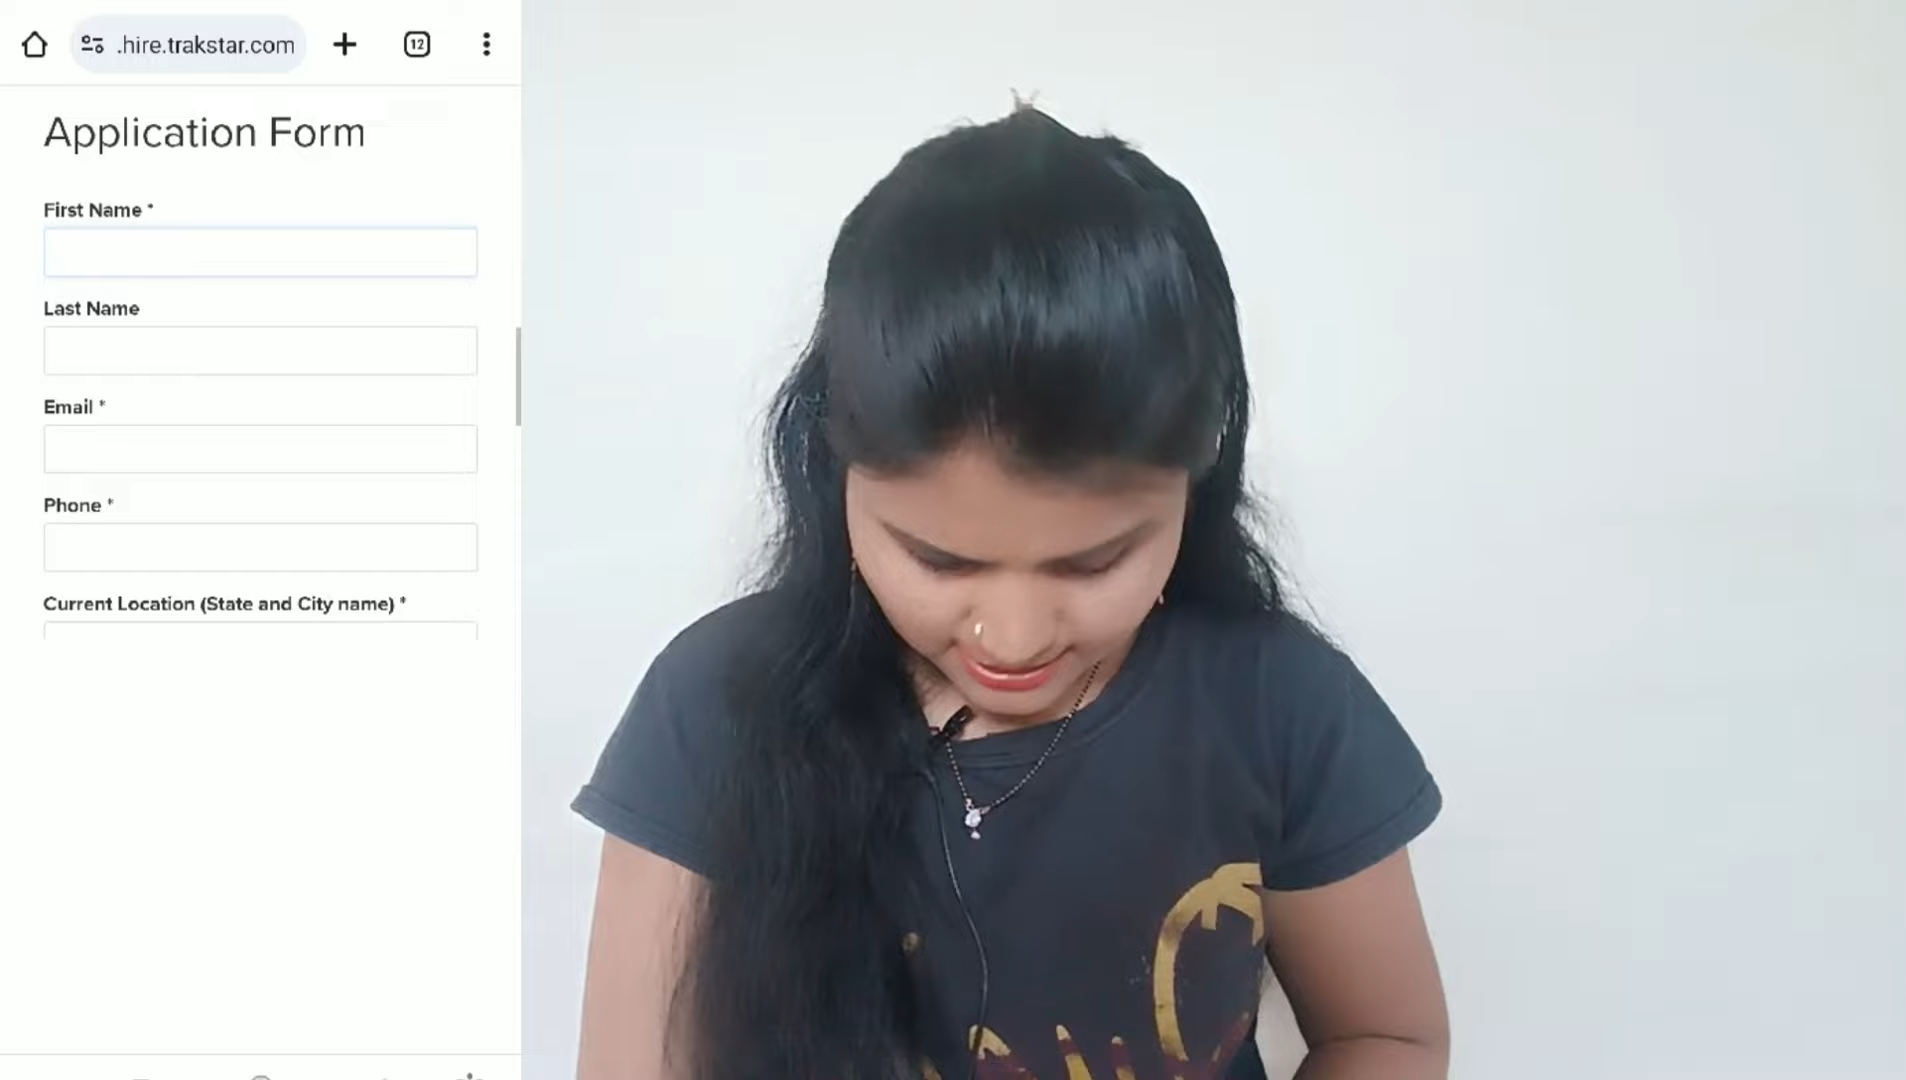 .hire.trakstar.com
12
Application Form
First Name *
Last Name
Email *
Phone *
Current Location (State and City name) *